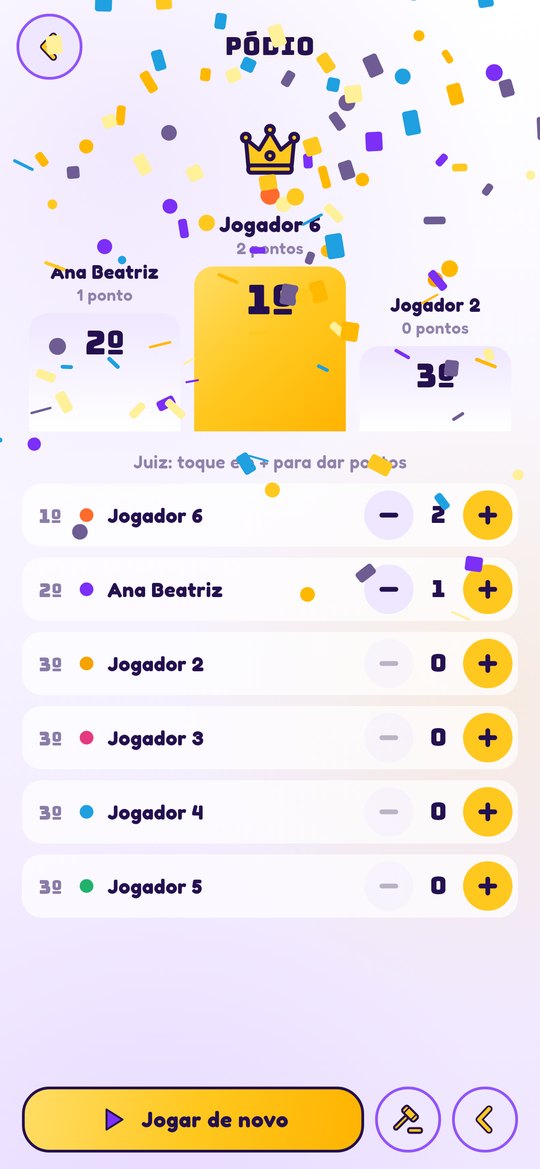 PÓDIO
Jogador 6
2 pontos
Ana Beatriz
1 ponto
Jogador 2
0 pontos
1º
2º
3º
Juiz: toque em + para dar pontos
1º Jogador 6 − 2 +
2º Ana Beatriz − 1 +
3º Jogador 2 − 0 +
3º Jogador 3 − 0 +
3º Jogador 4 − 0 +
3º Jogador 5 − 0 +
Jogar de novo